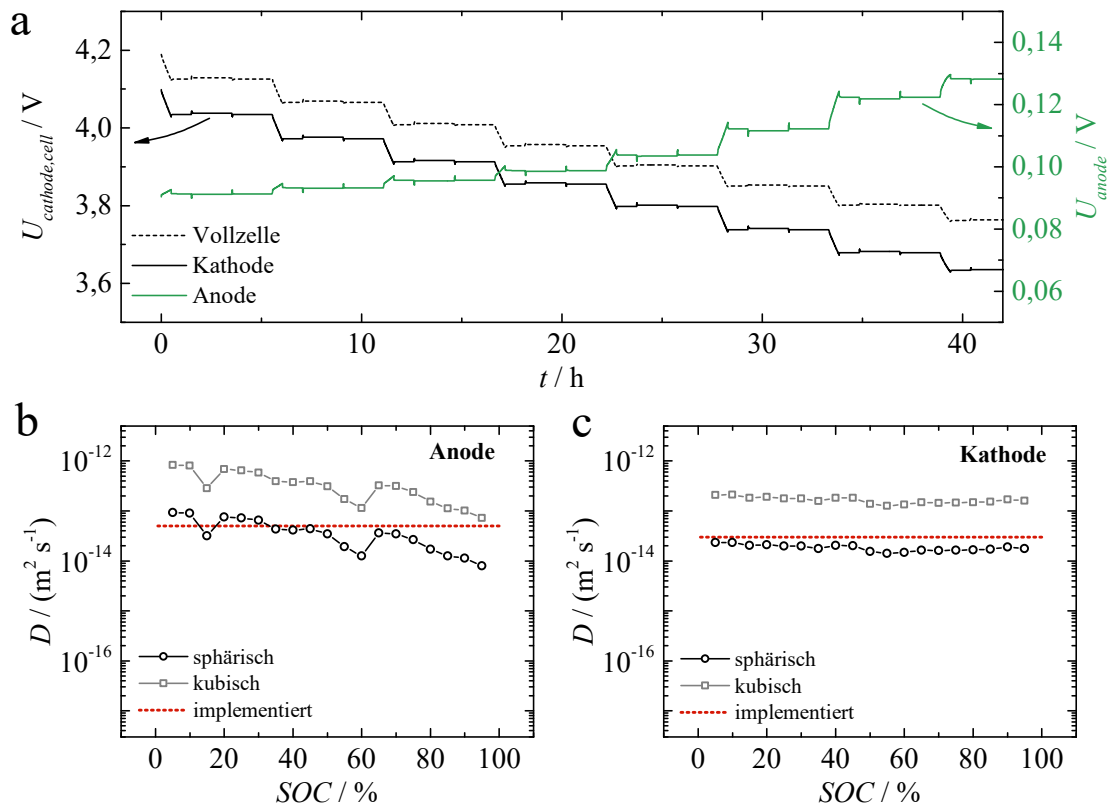 a
4,2
4,0
3,8
3,6
U_cathode,cell / V
0,14
0,12
0,10
0,08
0,06
U_anode / V
Vollzelle
Kathode
Anode
0 10 20 30 40
t / h
b
Anode
10^-12
10^-14
10^-16
D / (m² s⁻¹)
sphärisch
kubisch
implementiert
0 20 40 60 80 100
SOC / %
c
Kathode
10^-12
10^-14
10^-16
D / (m² s⁻¹)
sphärisch
kubisch
implementiert
0 20 40 60 80 100
SOC / %